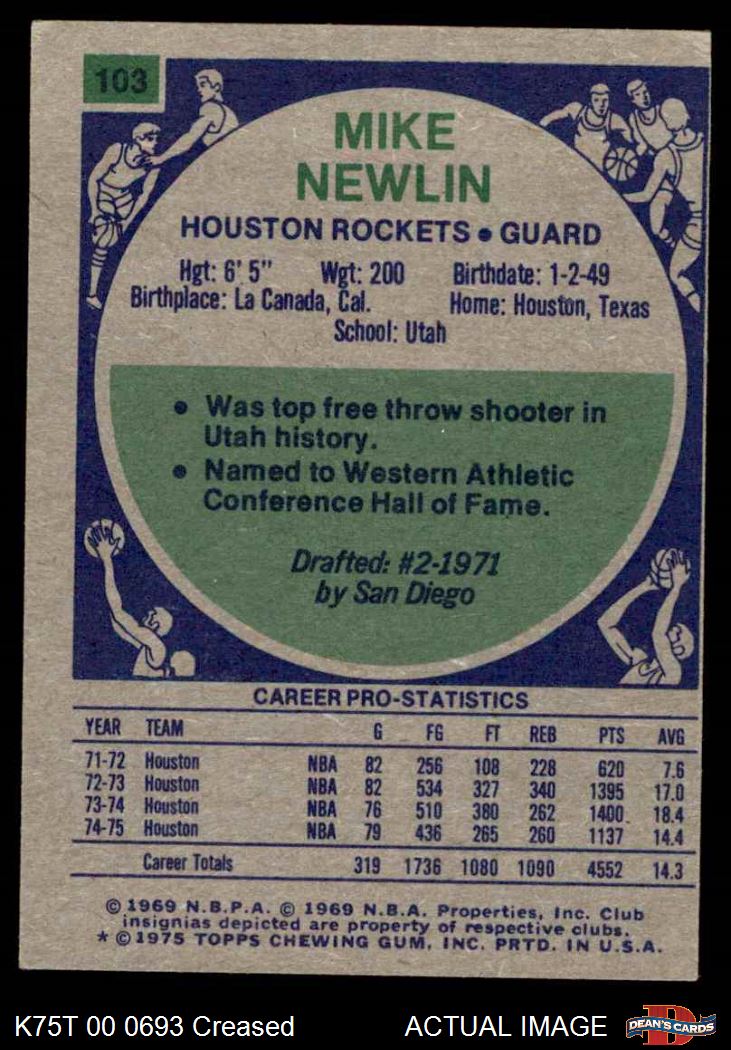 103
MIKE
NEWLIN
HOUSTON ROCKETS • GUARD
Hgt: 6' 5" Wgt: 200 Birthdate: 1-2-49
Birthplace: La Canada, Cal. Home: Houston, Texas
School: Utah
• Was top free throw shooter in
Utah history.
• Named to Western Athletic
Conference Hall of Fame.
Drafted: #2-1971
by San Diego
CAREER PRO-STATISTICS
YEAR TEAM G FG FT REB PTS AVG
71-72 Houston NBA 82 256 108 228 620 7.6
72-73 Houston NBA 82 534 327 340 1395 17.0
73-74 Houston NBA 76 510 380 262 1400 18.4
74-75 Houston NBA 79 436 265 260 1137 14.4
Career Totals 319 1736 1080 1090 4552 14.3
© 1969 N.B.P.A. © 1969 N.B.A. Properties, Inc. Club
insignias depicted are property of respective clubs.
* © 1975 TOPPS CHEWING GUM, INC. PRTD. IN U.S.A.
K75T 00 0693 Creased ACTUAL IMAGE
D
DEAN'S CARDS